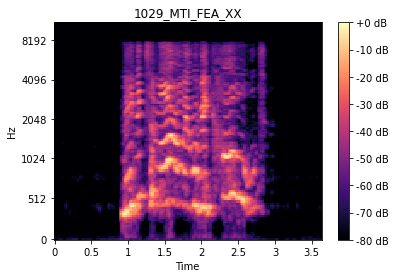 1029_MTI_FEA_XX
+0 dB
8192
-10 dB
4096
-20 dB
-30 dB
2048
Hz
-40 dB
1024
-50 dB
512
-60 dB
-70 dB
0
-80 dB
0 0.5 1 1.5 2 2.5 3 3.5
Time